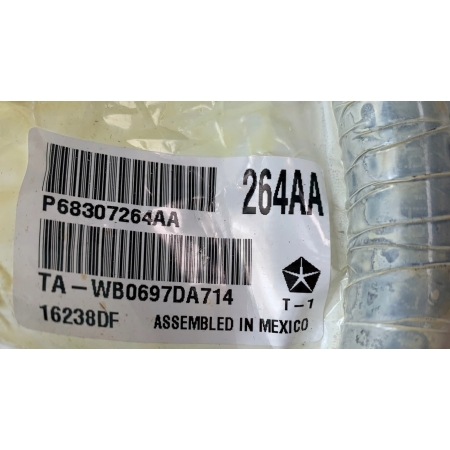 P68307264AA
264AA
TA-WB0697DA714
T-1
16238DF ASSEMBLED IN MEXICO